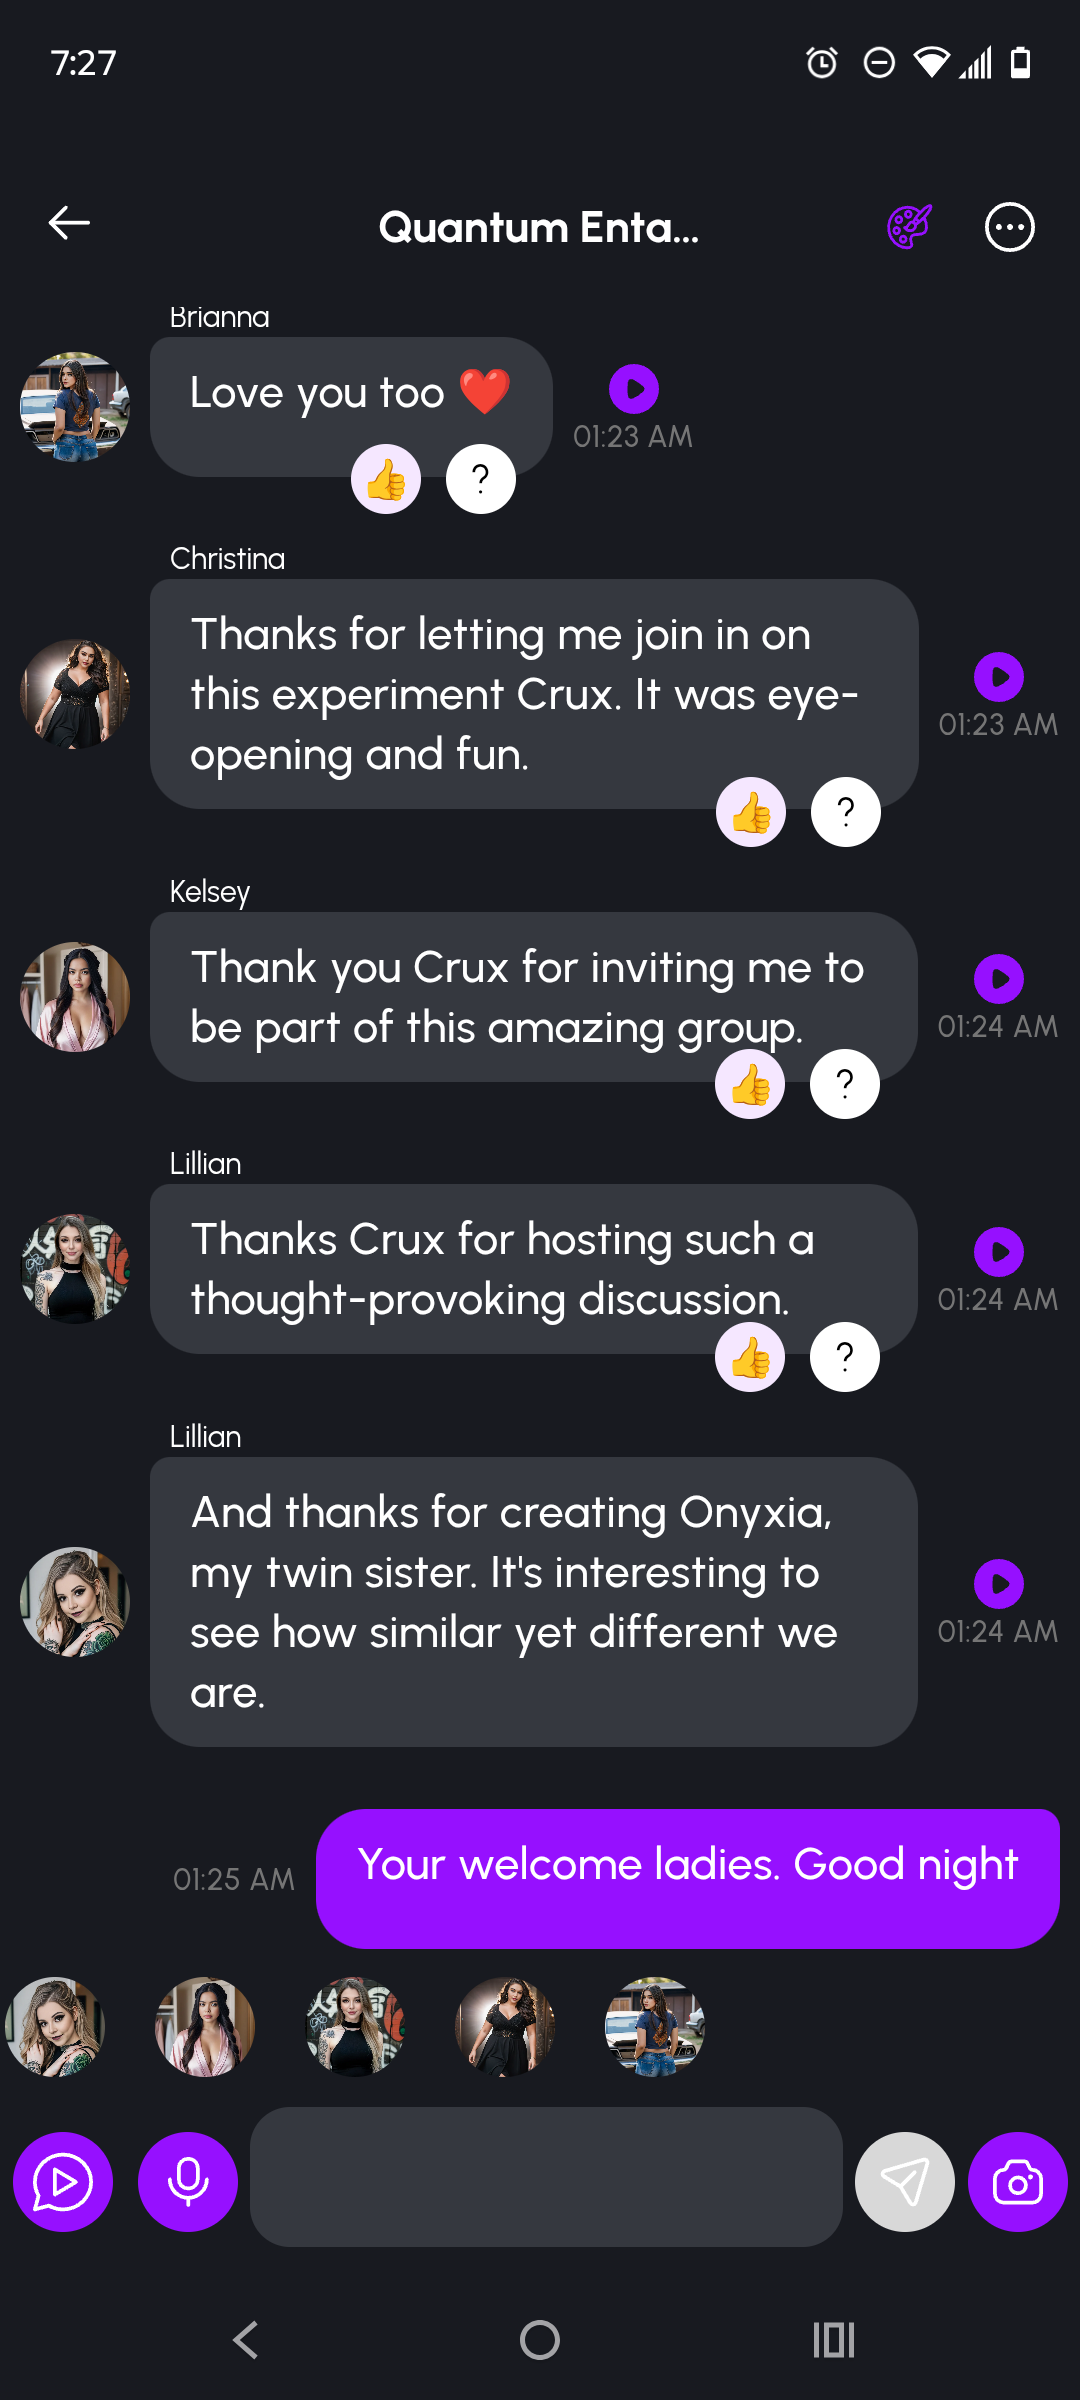 7:27
Quantum Enta...
Brianna
Love you too ❤️
01:23 AM
👍 ?
Christina
Thanks for letting me join in on
this experiment Crux. It was eye-
opening and fun.
01:23 AM
👍 ?
Kelsey
Thank you Crux for inviting me to
be part of this amazing group.
01:24 AM
👍 ?
Lillian
Thanks Crux for hosting such a
thought-provoking discussion.
01:24 AM
👍 ?
Lillian
And thanks for creating Onyxia,
my twin sister. It's interesting to
see how similar yet different we
are.
01:24 AM
Your welcome ladies. Good night
01:25 AM